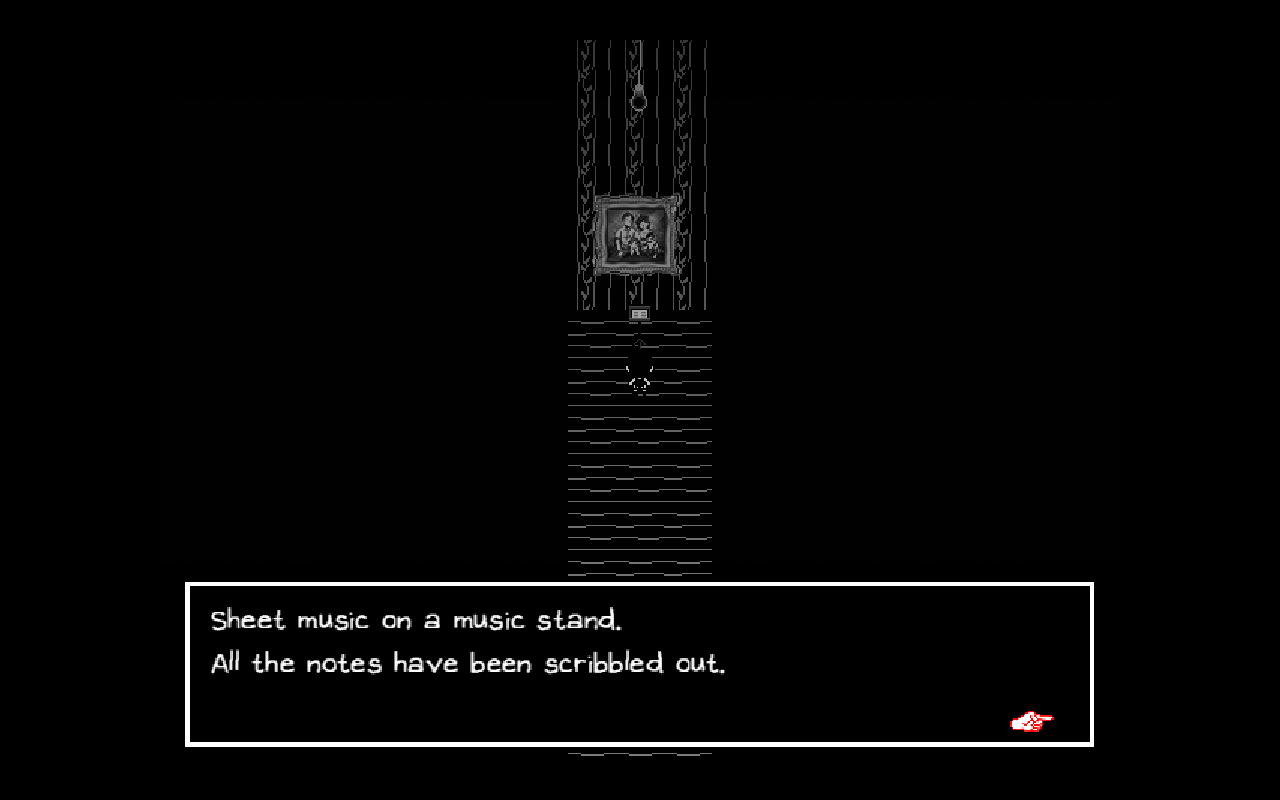 Sheet music on a music stand.
All the notes have been scribbled out.